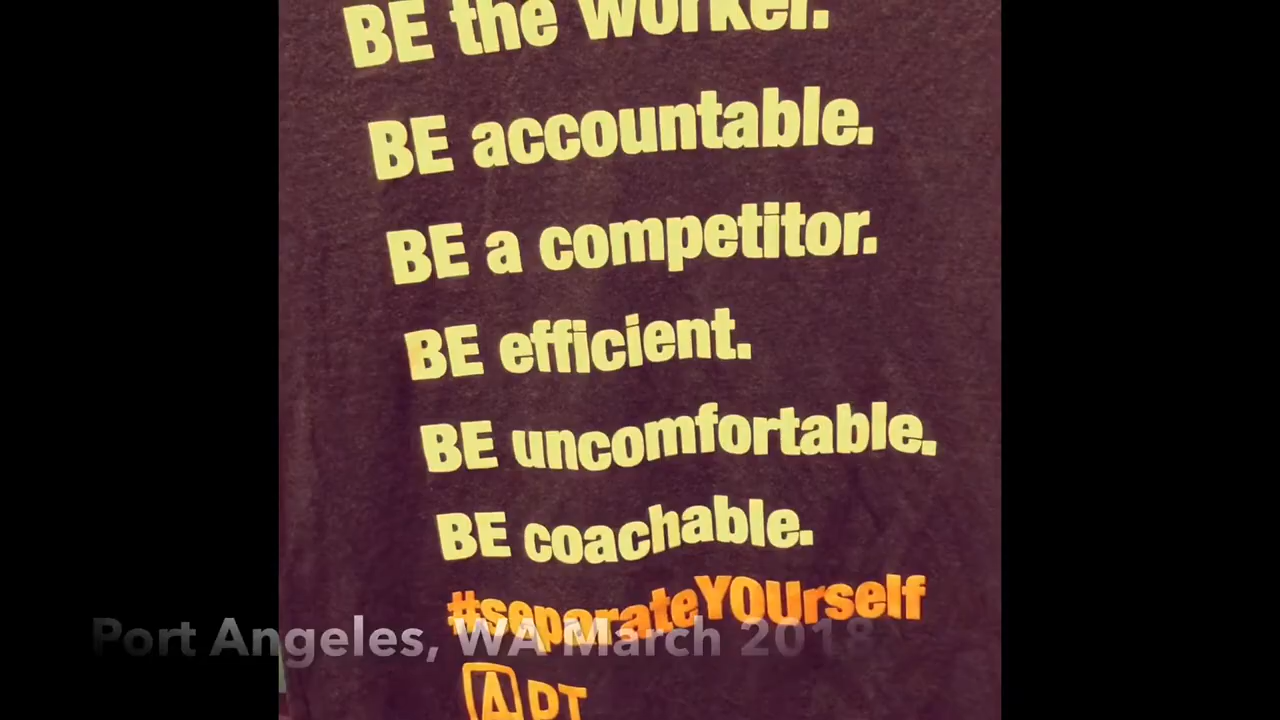 BE the worker.
BE accountable.
BE a competitor.
BE efficient.
BE uncomfortable.
BE coachable.
#separateYOUrself
Port Angeles, WA March 2018
APT